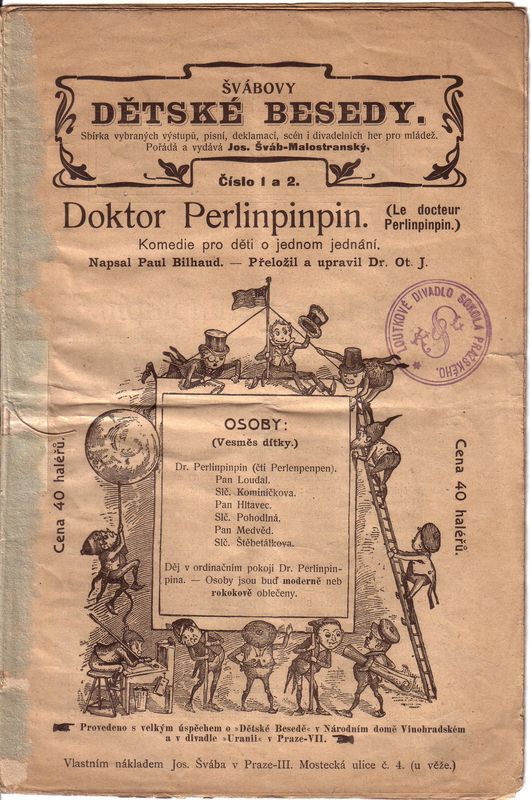 ŠVÁBOVY
DĚTSKÉ BESEDY.
Sbírka vybraných výstupů, písní, deklamací, scén i divadelních her pro mládež.
Pořádá a vydává Jos. Šváb-Malostranský.
Číslo 1 a 2.
Doktor Perlinpinpin. (Le docteur
Perlinpinpin.)
Komedie pro děti o jednom jednání.
Napsal Paul Bilhaud. — Přeložil a upravil Dr. Ot. J.
LOUTKOVÉ DIVADLO SOKOLA PRAŽSKÉHO.
OSOBY:
(Vesměs dítky.)
Dr. Perlinpinpin (čti Perlenpenpen).
Pan Loudal.
Slč. Kominíčkova.
Pan Hltavec.
Slč. Pohodlná.
Pan Medvěd.
Slč. Štěbetálkova.
Děj v ordinačním pokoji Dr. Perlinpin-
pina. — Osoby jsou buď moderně neb
rokokově oblečeny.
Cena 40 haléřů.
Cena 40 haléřů.
Provedeno s velkým úspěchem o »Dětské Besedě« v Národním domě Vinohradském
a v divadle »Uranii« v Praze-VII.
Vlastním nákladem Jos. Švába v Praze-III. Mostecká ulice č. 4. (u věže.)